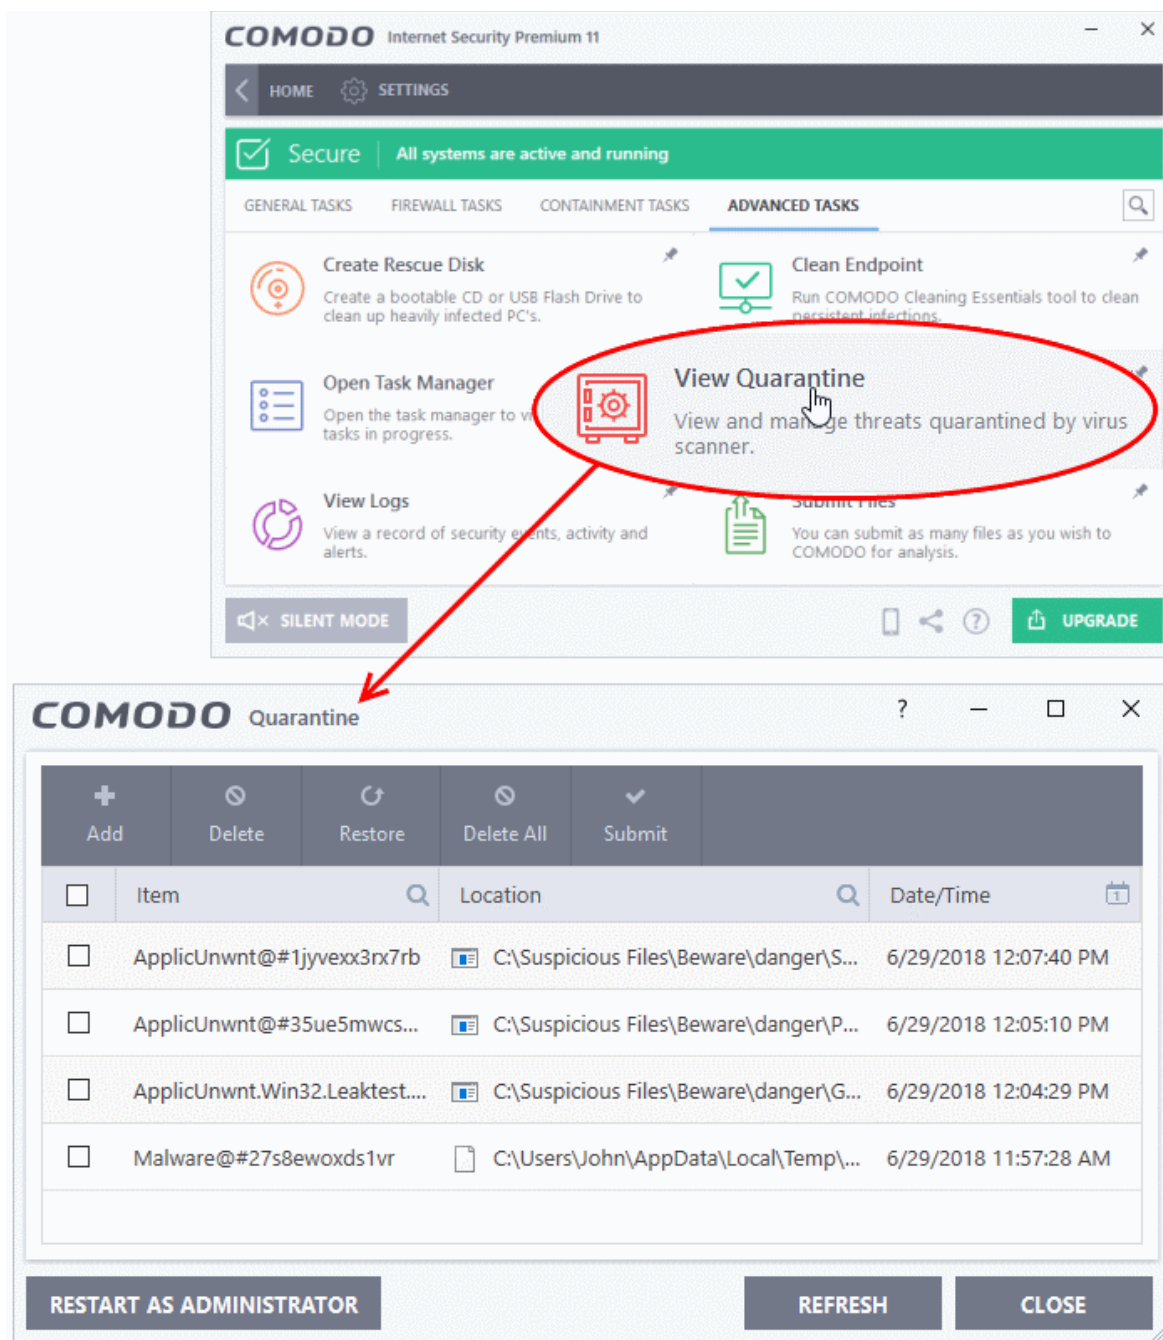 COMODO Internet Security Premium 11
HOME SETTINGS
Secure All systems are active and running
GENERAL TASKS FIREWALL TASKS CONTAINMENT TASKS ADVANCED TASKS
Create Rescue Disk
Create a bootable CD or USB Flash Drive to
clean up heavily infected PC's.
Clean Endpoint
Run COMODO Cleaning Essentials tool to clean
persistent infections.
Open Task Manager
Open the task manager to vi
tasks in progress.
View Quarantine
View and manage threats quarantined by virus
scanner.
View Logs
View a record of security events, activity and
alerts.
Submit Files
You can submit as many files as you wish to
COMODO for analysis.
SILENT MODE
UPGRADE
COMODO Quarantine
Add Delete Restore Delete All Submit
Item Location Date/Time
ApplicUnwnt@#1jyvexx3rx7rb C:\Suspicious Files\Beware\danger\S... 6/29/2018 12:07:40 PM
ApplicUnwnt@#35ue5mwcs... C:\Suspicious Files\Beware\danger\P... 6/29/2018 12:05:10 PM
ApplicUnwnt.Win32.Leaktest.... C:\Suspicious Files\Beware\danger\G... 6/29/2018 12:04:29 PM
Malware@#27s8ewoxds1vr C:\Users\John\AppData\Local\Temp\... 6/29/2018 11:57:28 AM
RESTART AS ADMINISTRATOR REFRESH CLOSE